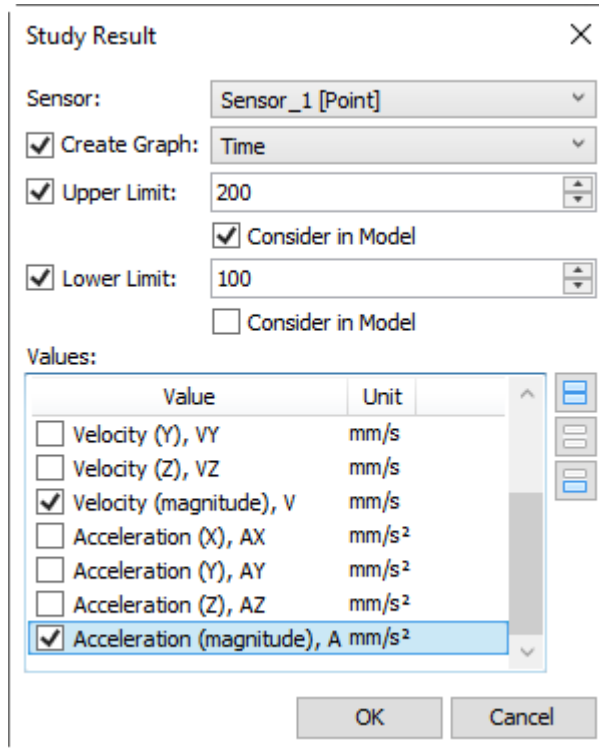 Study Result
Sensor: Sensor_1 [Point]
Create Graph: Time
Upper Limit: 200
Consider in Model
Lower Limit: 100
Consider in Model
Values:
Value Unit
Velocity (Y), VY mm/s
Velocity (Z), VZ mm/s
Velocity (magnitude), V mm/s
Acceleration (X), AX mm/s²
Acceleration (Y), AY mm/s²
Acceleration (Z), AZ mm/s²
Acceleration (magnitude), A mm/s²
OK Cancel